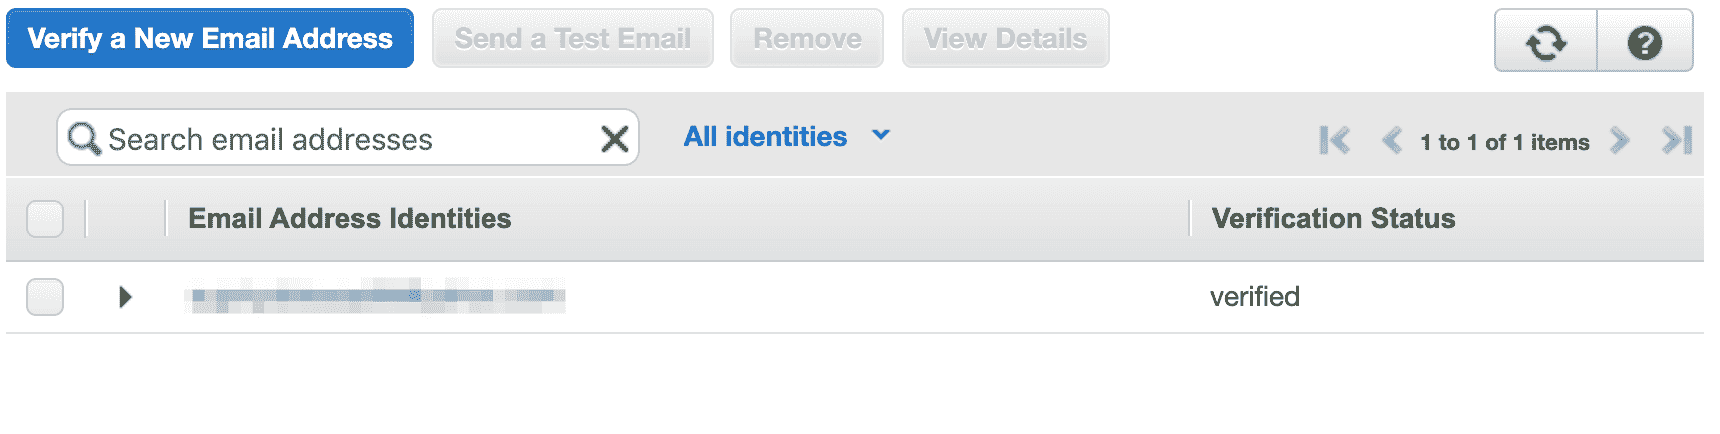 Verify a New Email Address Send a Test Email Remove View Details ?
Search email addresses All identities 1 to 1 of 1 items
Email Address Identities Verification Status
verified